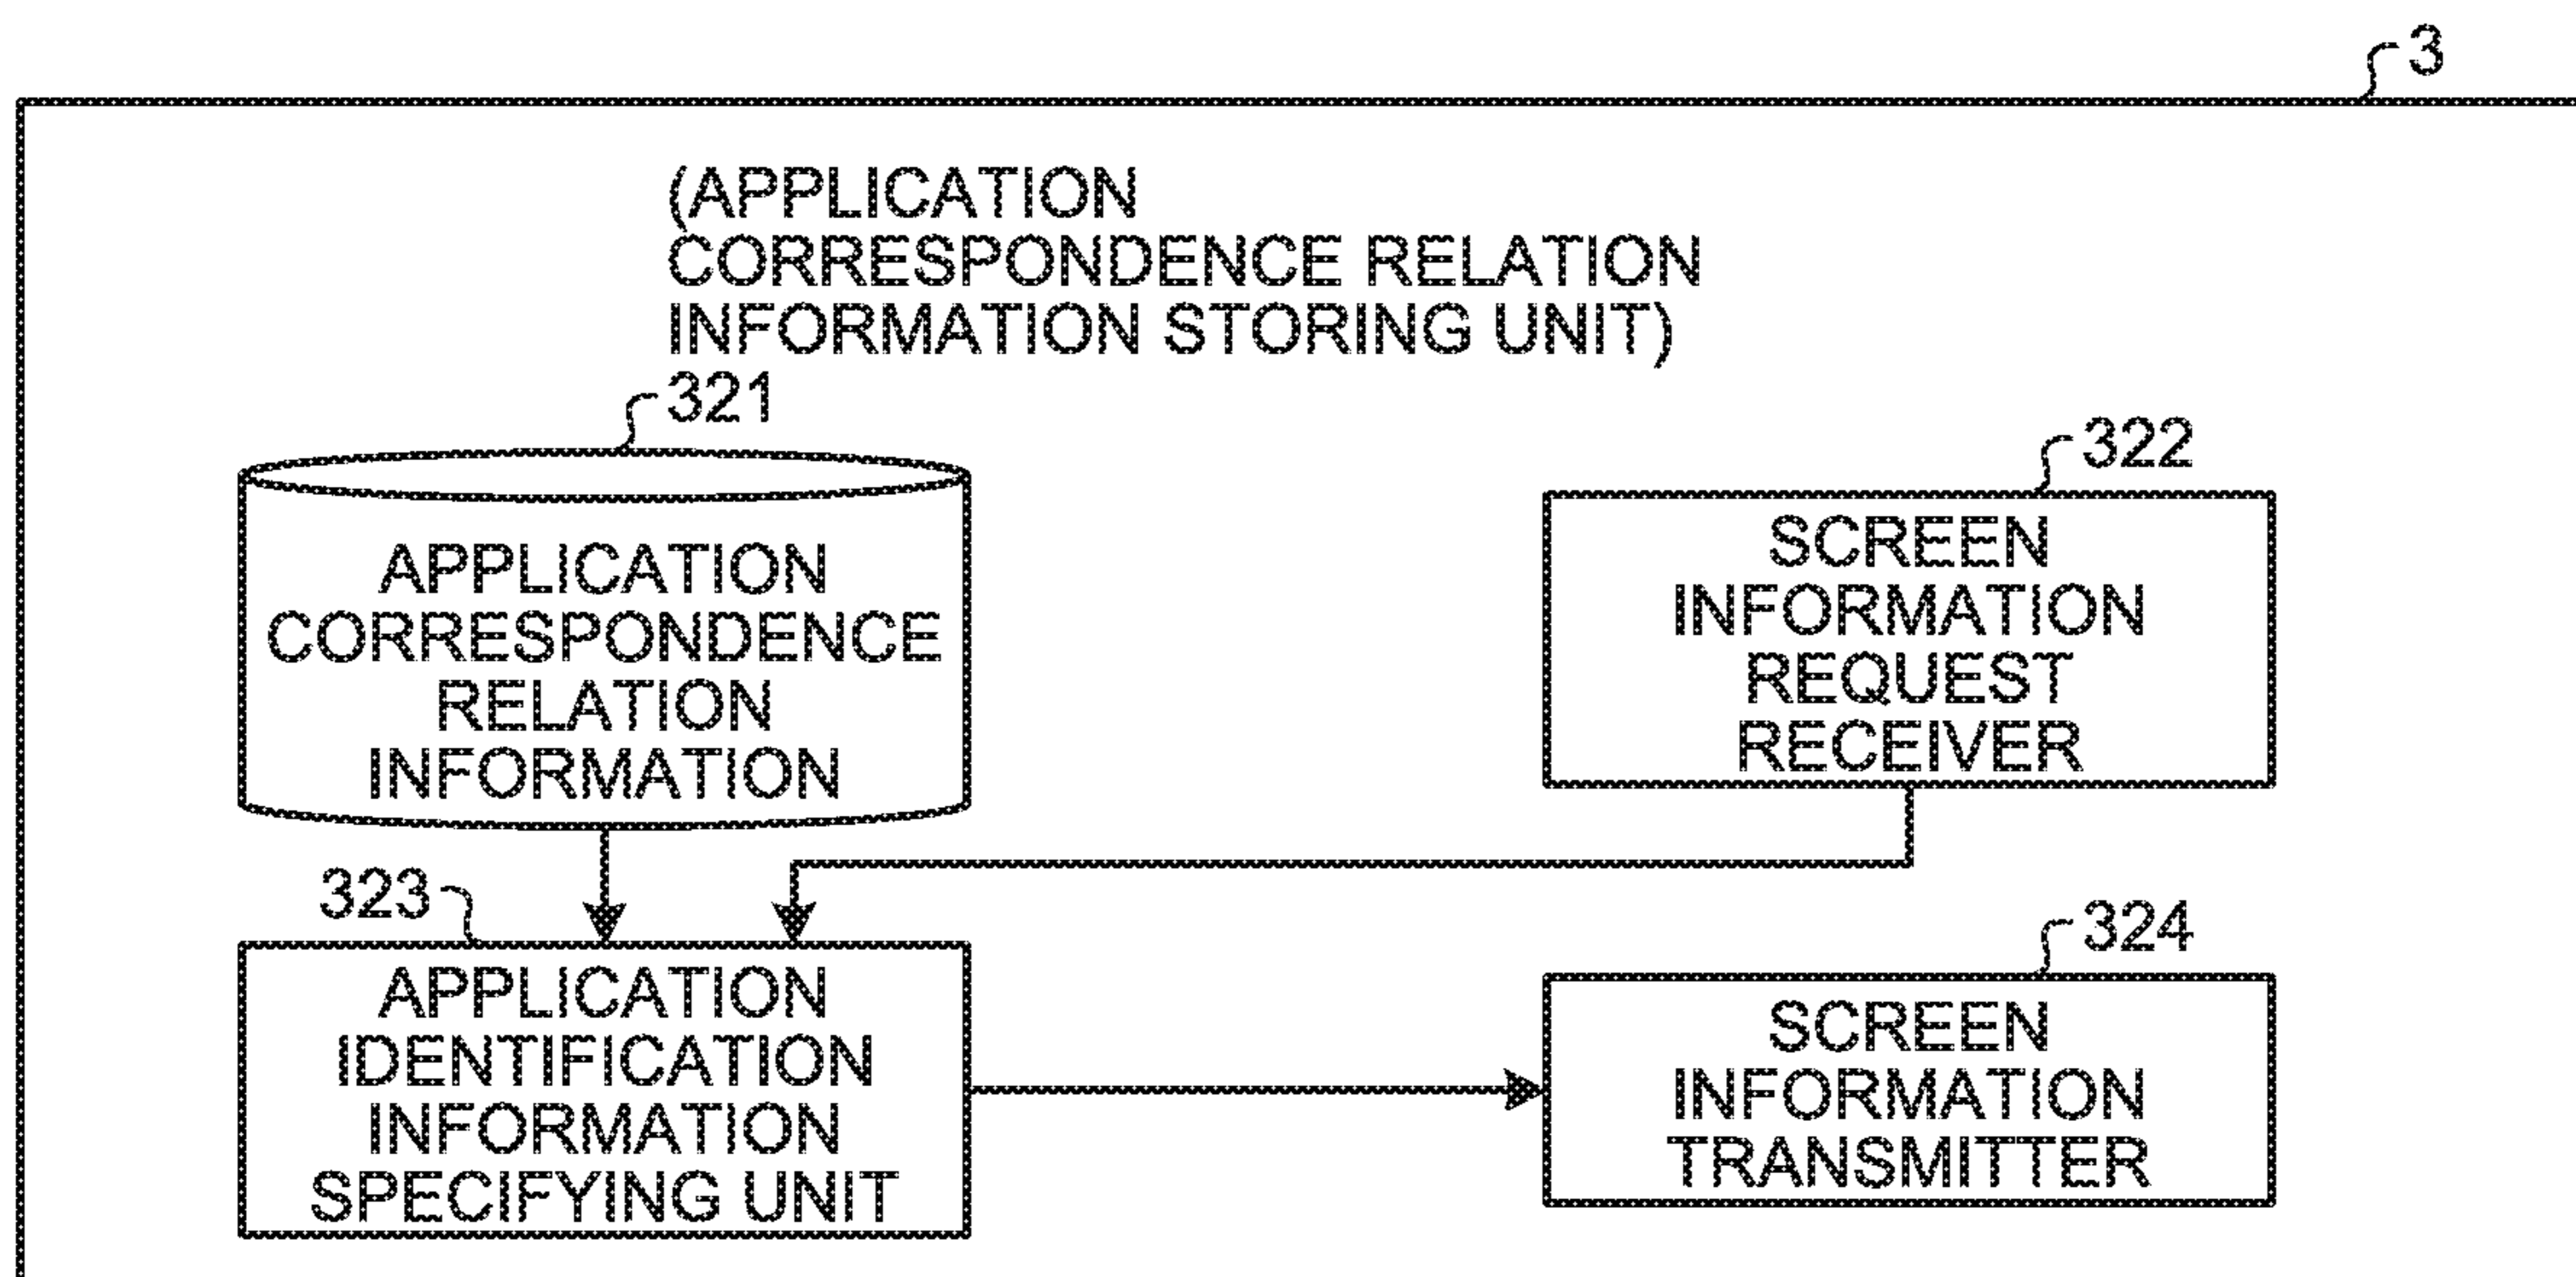 3
(APPLICATION
CORRESPONDENCE RELATION
INFORMATION STORING UNIT)
321
APPLICATION
CORRESPONDENCE
RELATION
INFORMATION
322
SCREEN
INFORMATION
REQUEST
RECEIVER
323
APPLICATION
IDENTIFICATION
INFORMATION
SPECIFYING UNIT
324
SCREEN
INFORMATION
TRANSMITTER